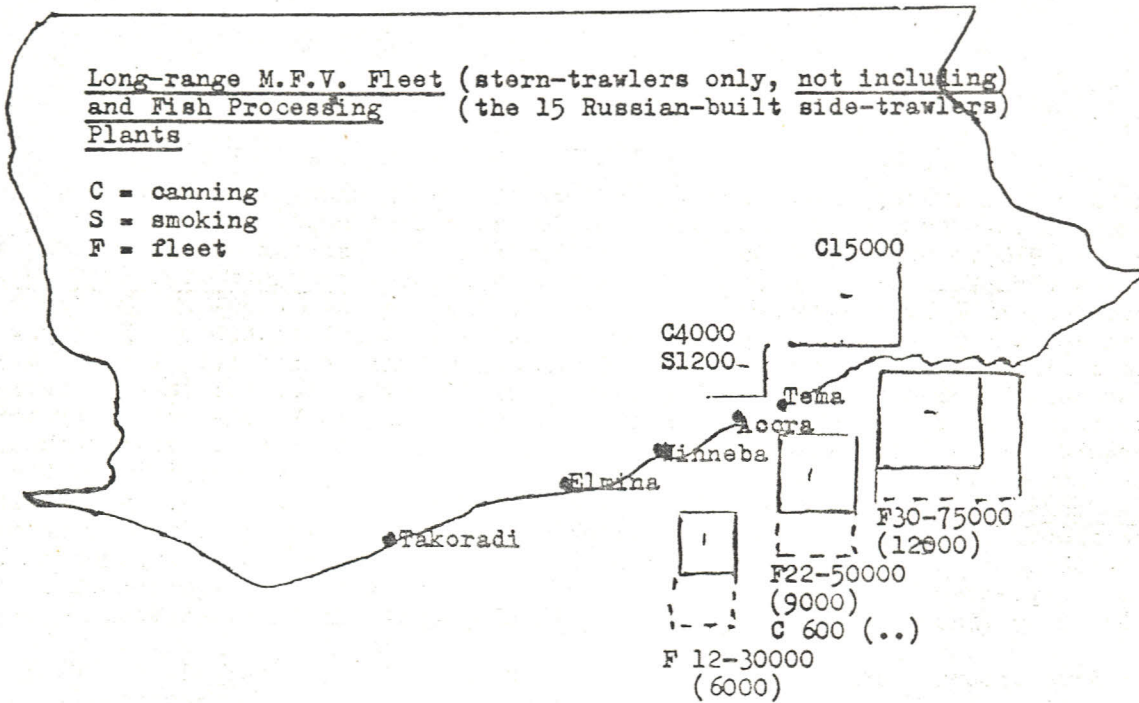 Long-range M.F.V. Fleet (stern-trawlers only, not including)
and Fish Processing (the 15 Russian-built side-trawlers)
Plants
C = canning
S = smoking
F = fleet
C15000
C4000
S1200
Tema
Accra
Winneba
Elmina
Takoradi
F30-75000
(12000)
F22-50000
(9000)
C 600 (..)
F 12-30000
(6000)